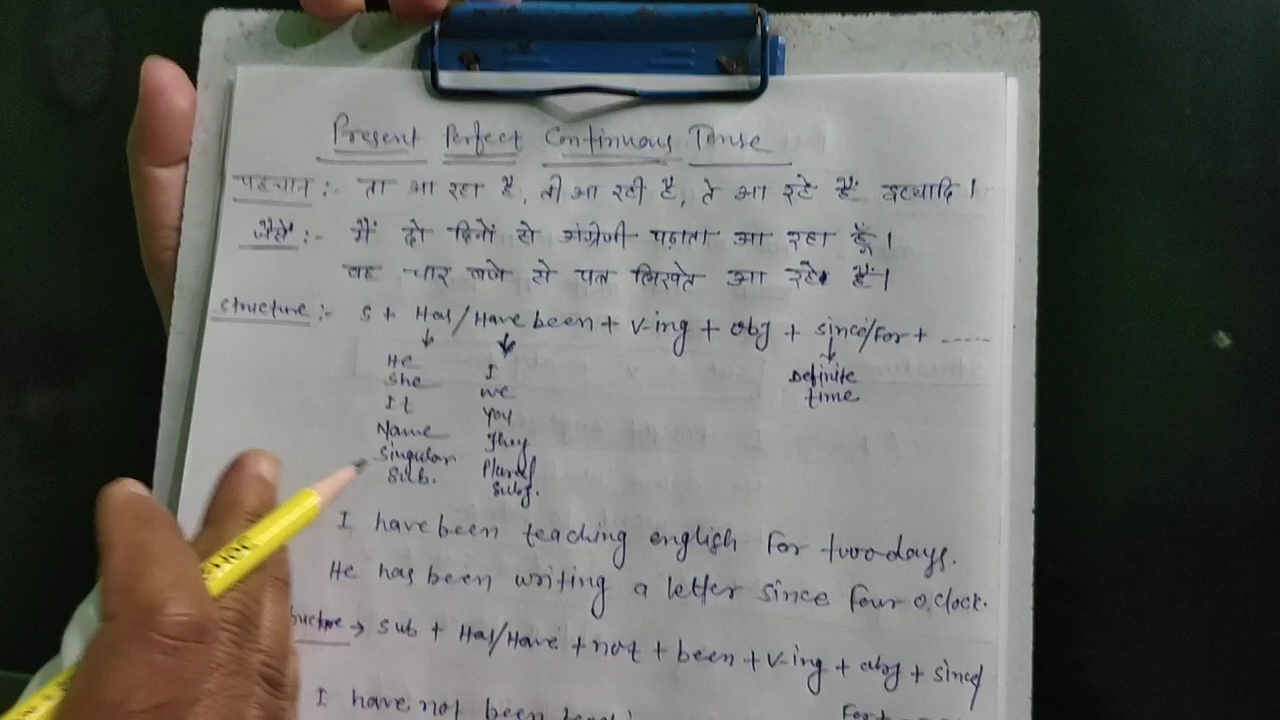 Present Perfect Continuous Tense
पहचान :- ता आ रहा है, ती आ रही है, ते आ रहे हैं इत्यादि।
जैसे :- मैं दो दिनों से अंग्रेजी पढ़ाता आ रहा हूँ।
वह चार बजे से पत्र लिखते आ रहे हैं।
Structure :- S + Has/Have been + V-ing + obj + since/For + .....
He I Definite
She we time
It You
Name They
Singular Plural
Sub. Subj.
I have been teaching english For two days.
He has been writing a letter since Four o,clock.
ructure → Sub + Has/Have + not + been + V-ing + obj + since/
I have not been teachi For